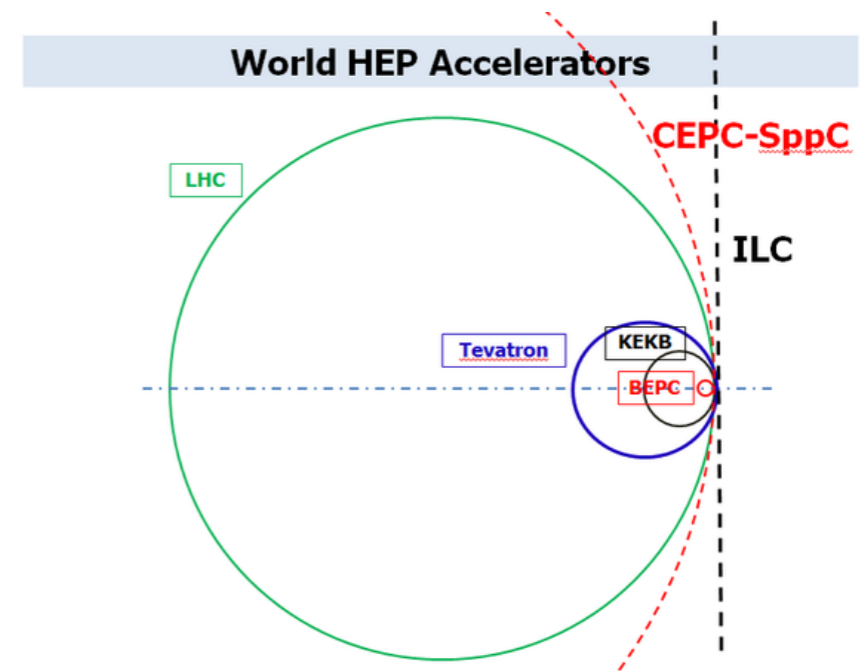 World HEP Accelerators
CEPC-SppC
LHC
ILC
KEKB
Tevatron
BEPC